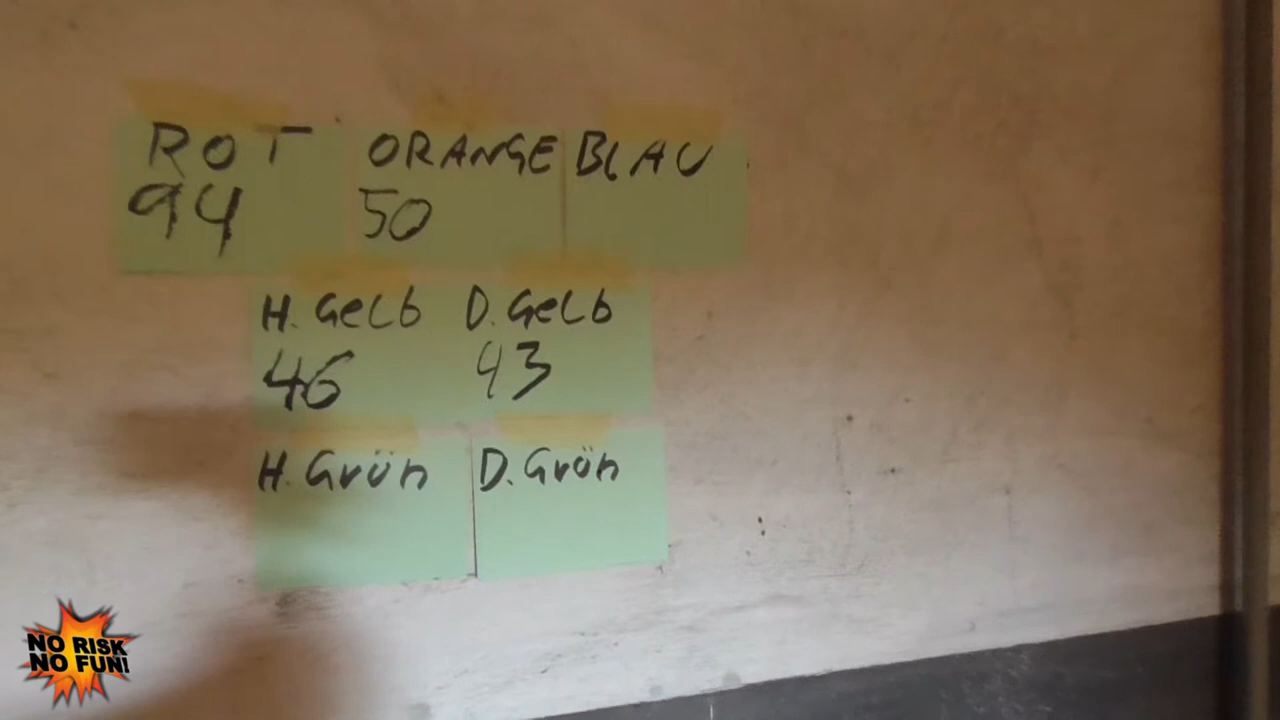 ROT ORANGE BLAU
94 50
H. Gelb D. Gelb
46 43
H. Grün D. Grün
NO RISK
NO FUN!